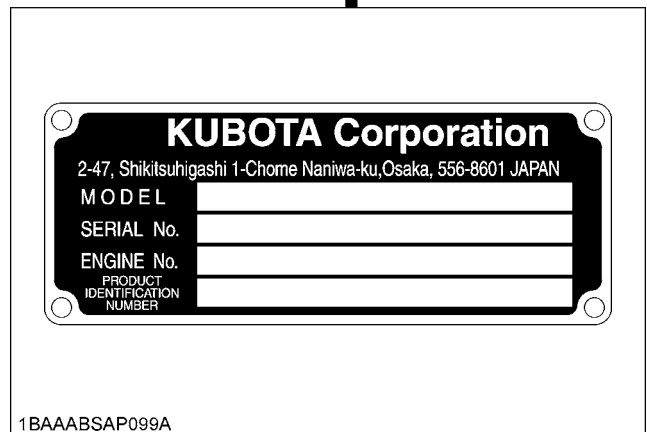 KUBOTA Corporation
2-47, Shikitsuhigashi 1-Chome Naniwa-ku,Osaka, 556-8601 JAPAN
MODEL
SERIAL No.
ENGINE No.
PRODUCT
IDENTIFICATION
NUMBER
1BAAABSAP099A